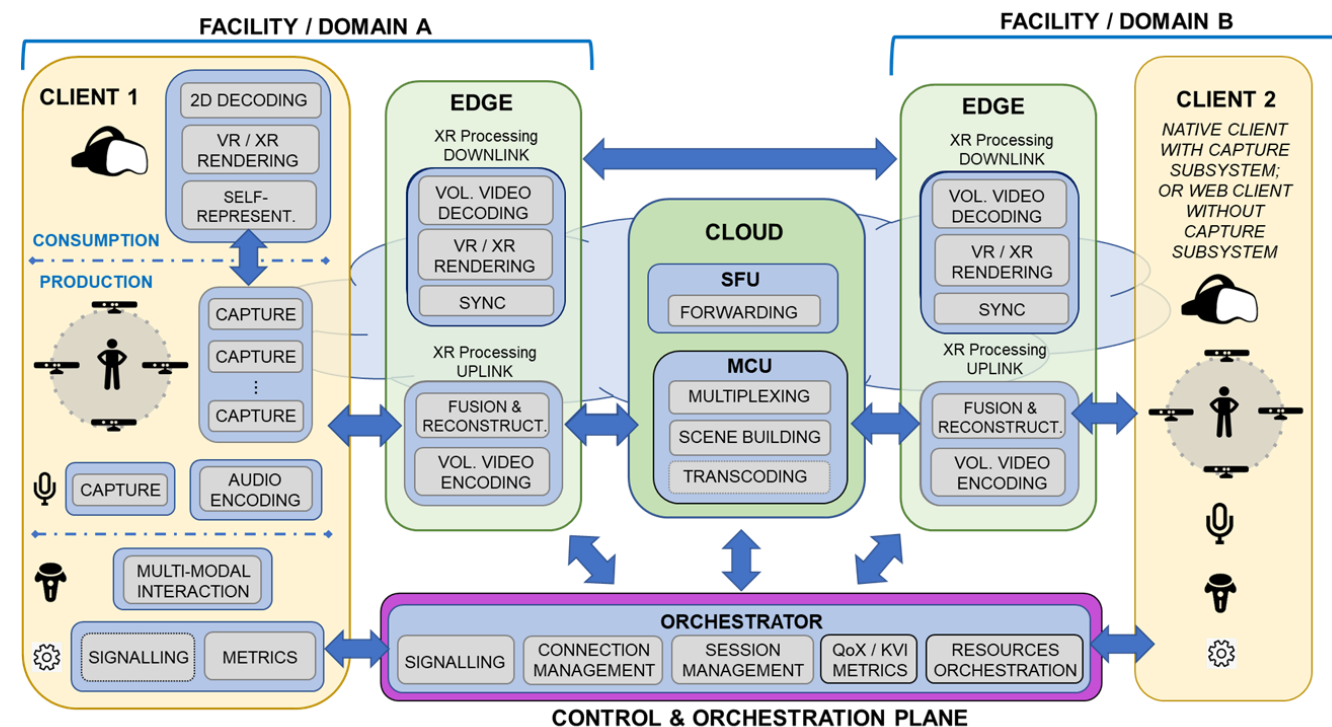 FACILITY / DOMAIN A
FACILITY / DOMAIN B
CLIENT 1
2D DECODING
VR / XR
RENDERING
SELF-
REPRESENT.
CONSUMPTION
PRODUCTION
CAPTURE
CAPTURE
⋮
CAPTURE
CAPTURE
AUDIO
ENCODING
MULTI-MODAL
INTERACTION
SIGNALLING
METRICS
EDGE
XR Processing
DOWNLINK
VOL. VIDEO
DECODING
VR / XR
RENDERING
SYNC
XR Processing
UPLINK
FUSION &
RECONSTRUCT.
VOL. VIDEO
ENCODING
CLOUD
SFU
FORWARDING
MCU
MULTIPLEXING
SCENE BUILDING
TRANSCODING
EDGE
XR Processing
DOWNLINK
VOL. VIDEO
DECODING
VR / XR
RENDERING
SYNC
XR Processing
UPLINK
FUSION &
RECONSTRUCT.
VOL. VIDEO
ENCODING
CLIENT 2
NATIVE CLIENT
WITH CAPTURE
SUBSYSTEM;
OR WEB CLIENT
WITHOUT
CAPTURE
SUBSYSTEM
ORCHESTRATOR
SIGNALLING
CONNECTION
MANAGEMENT
SESSION
MANAGEMENT
QoX / KVI
METRICS
RESOURCES
ORCHESTRATION
CONTROL & ORCHESTRATION PLANE